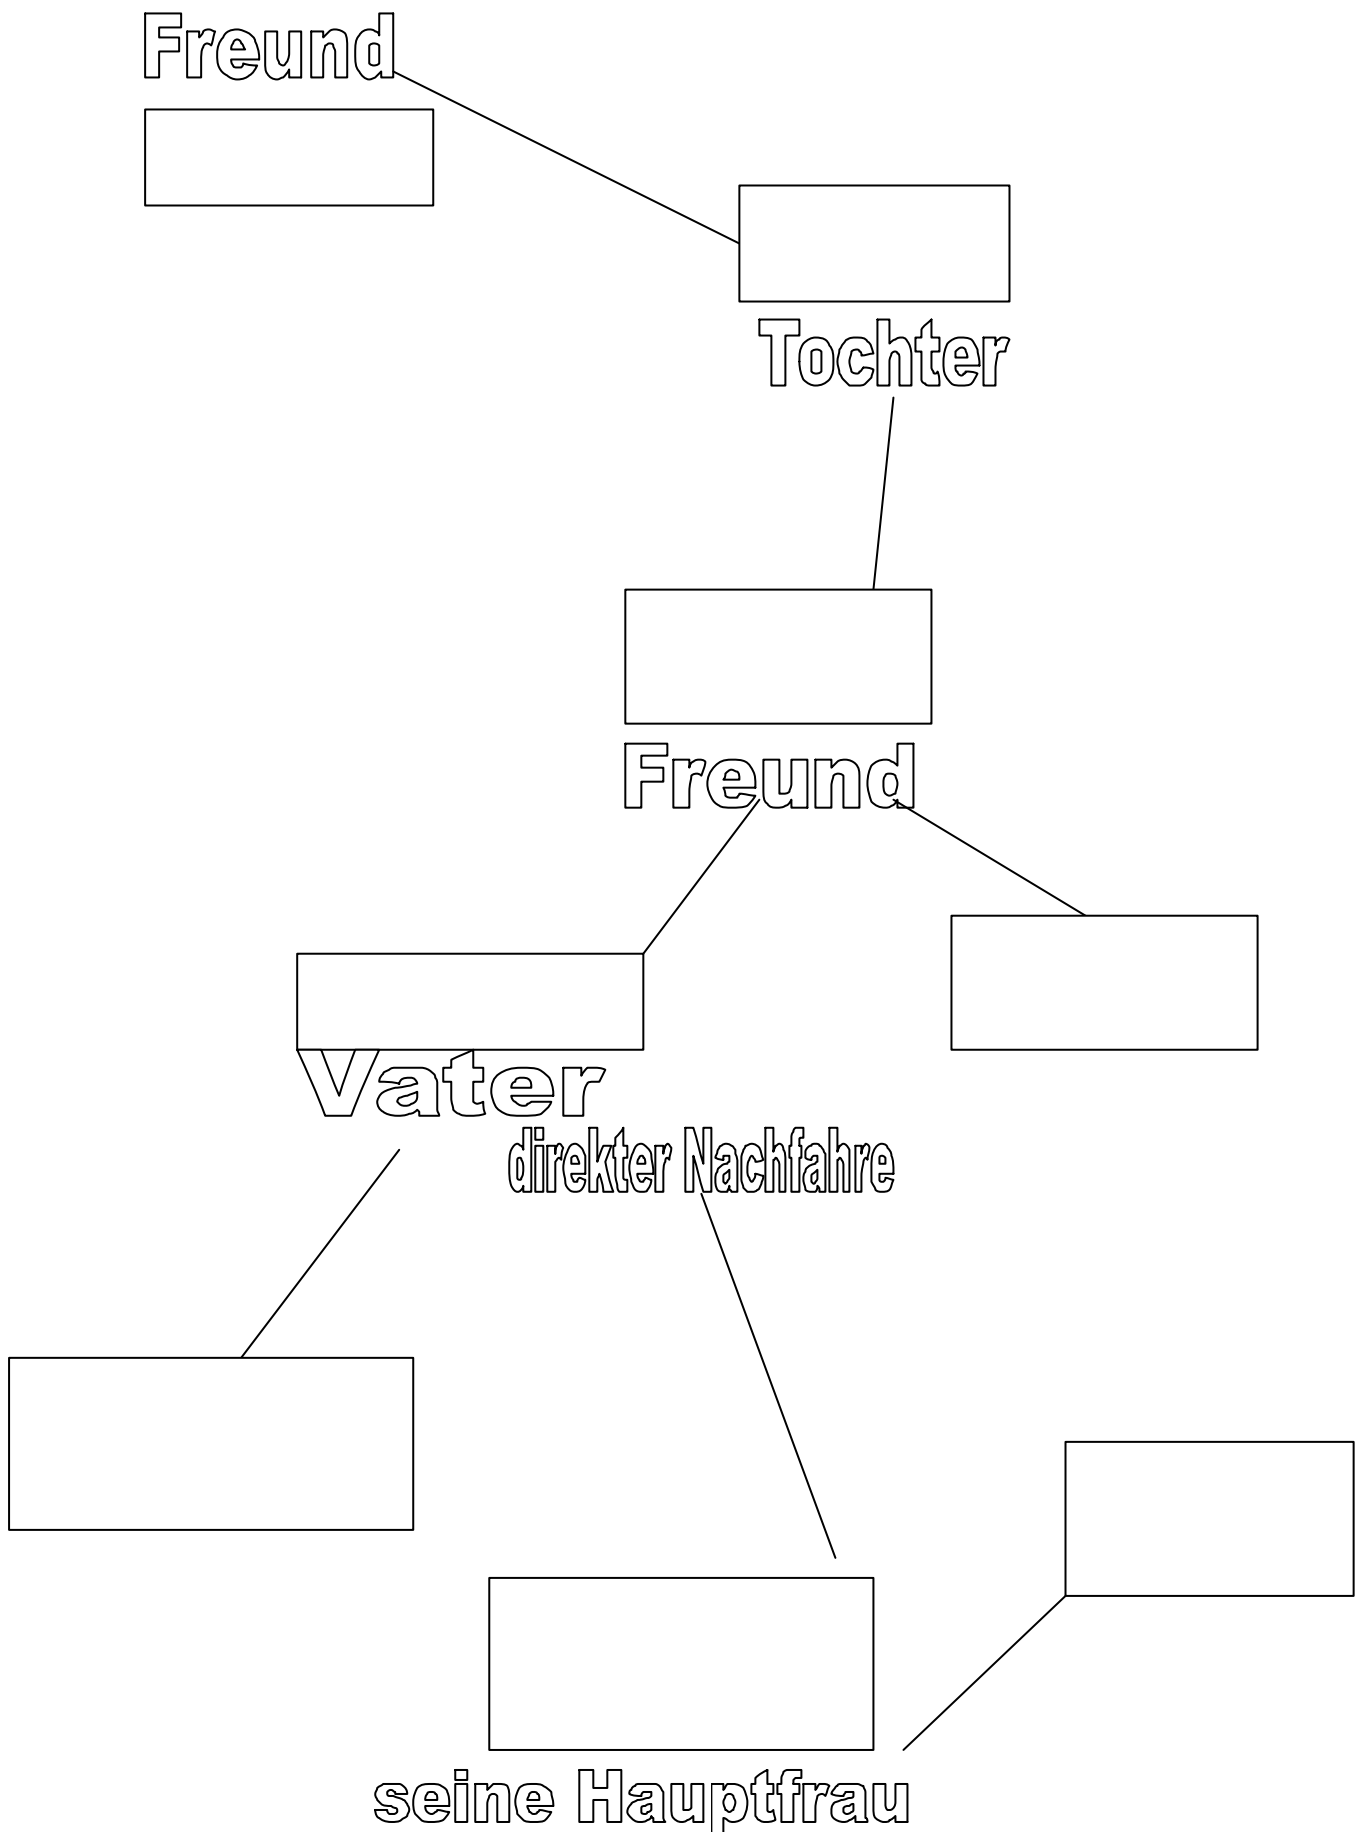 Freund
Tochter
Freund
Vater
direkter Nachfahre
seine Hauptfrau